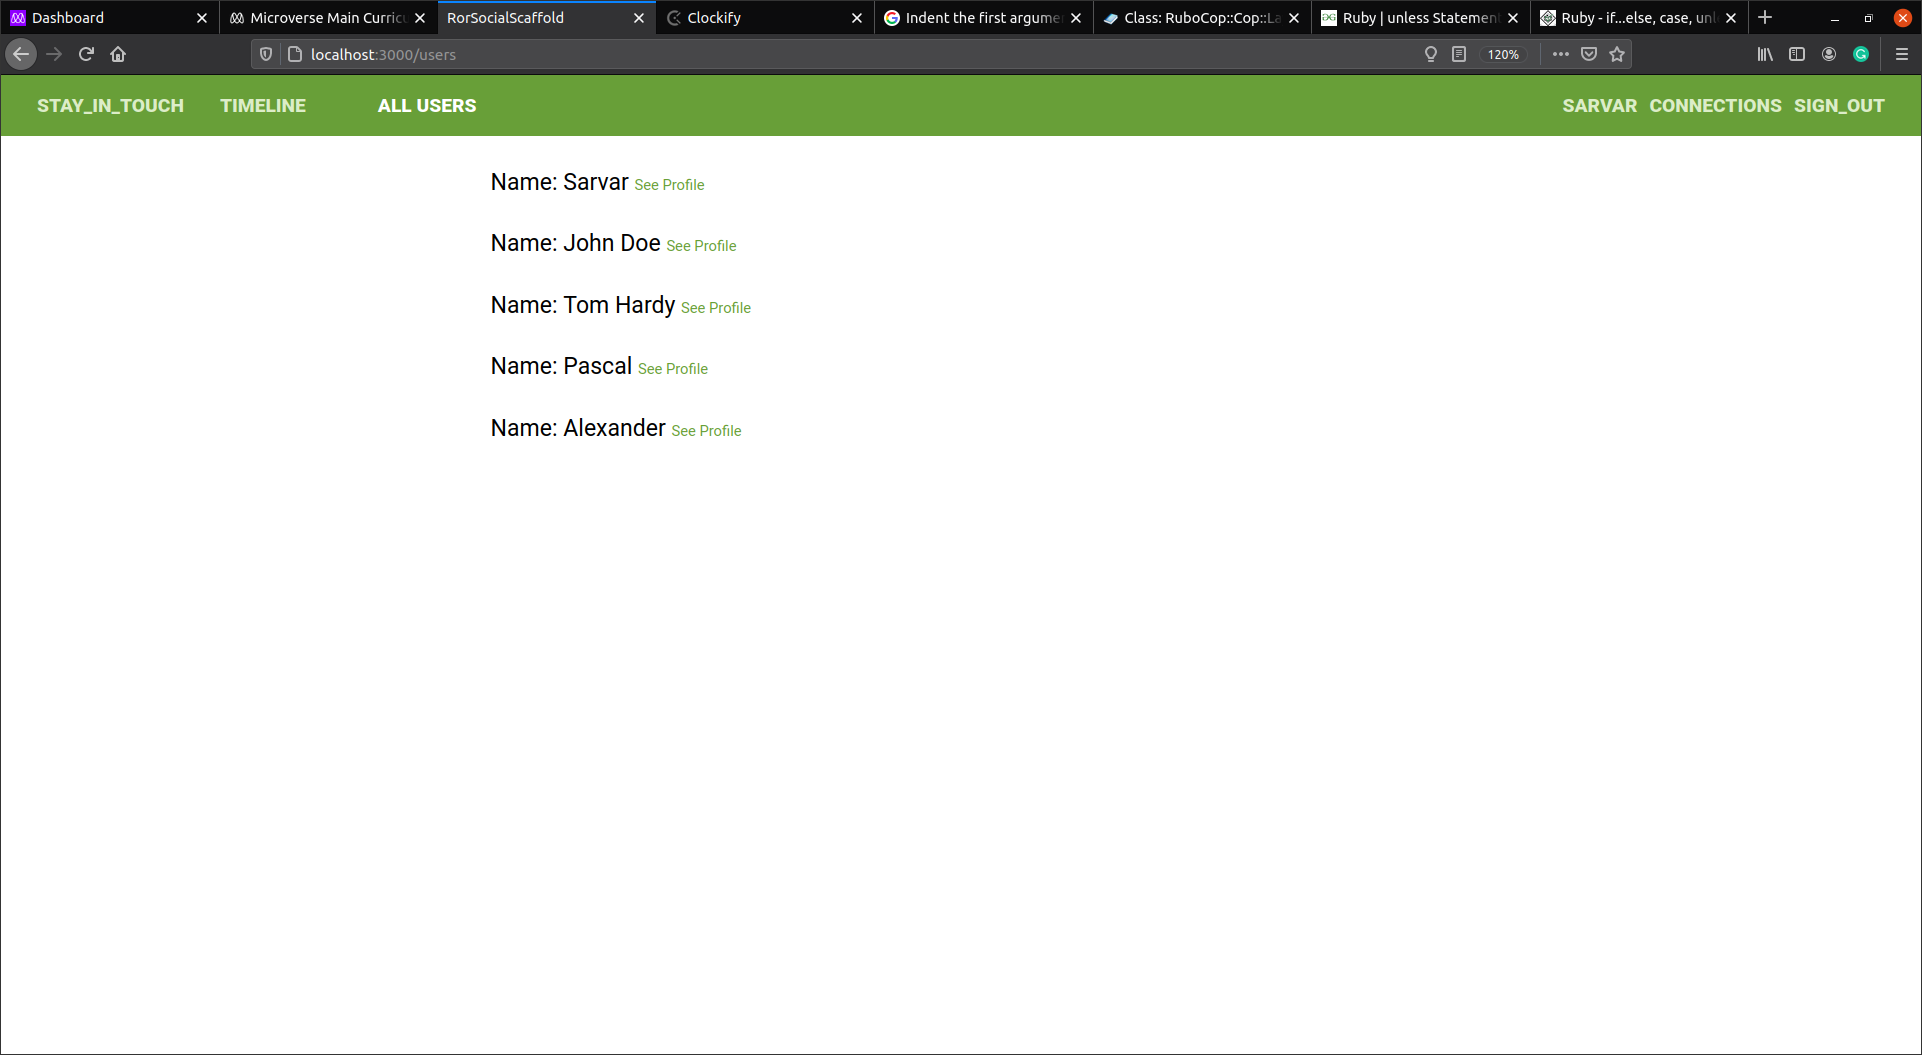 Dashboard Microverse Main Curricu RorSocialScaffold Clockify Indent the first argume Class: RuboCop::Cop::La Ruby | unless Statement Ruby - if...else, case, unl
localhost:3000/users 120%
STAY_IN_TOUCH TIMELINE ALL USERS SARVAR CONNECTIONS SIGN_OUT
Name: Sarvar See Profile
Name: John Doe See Profile
Name: Tom Hardy See Profile
Name: Pascal See Profile
Name: Alexander See Profile